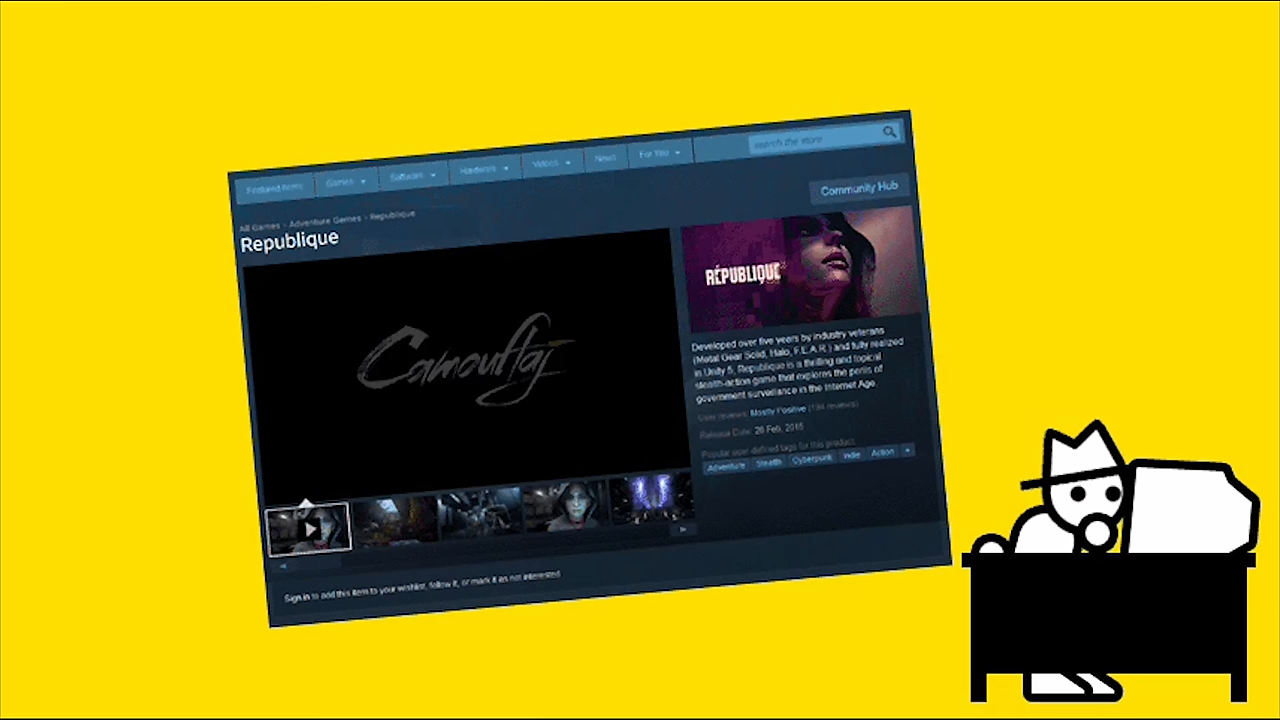 Featured Items Games Software Hardware Videos News For You search the store
Community Hub
All Games > Adventure Games > Republique
Republique
Camouflaj
RÉPUBLIQUE
Developed over five years by industry veterans
(Metal Gear Solid, Halo, F.E.A.R.) and fully realized
in Unity 5, Republique is a thrilling and topical
stealth-action game that explores the perils of
government surveillance in the Internet Age.
User reviews: Mostly Positive (194 reviews)
Release Date: 26 Feb, 2015
Popular user-defined tags for this product:
Adventure Stealth Cyberpunk Indie Action +
Sign in to add this item to your wishlist, follow it, or mark it as not interested